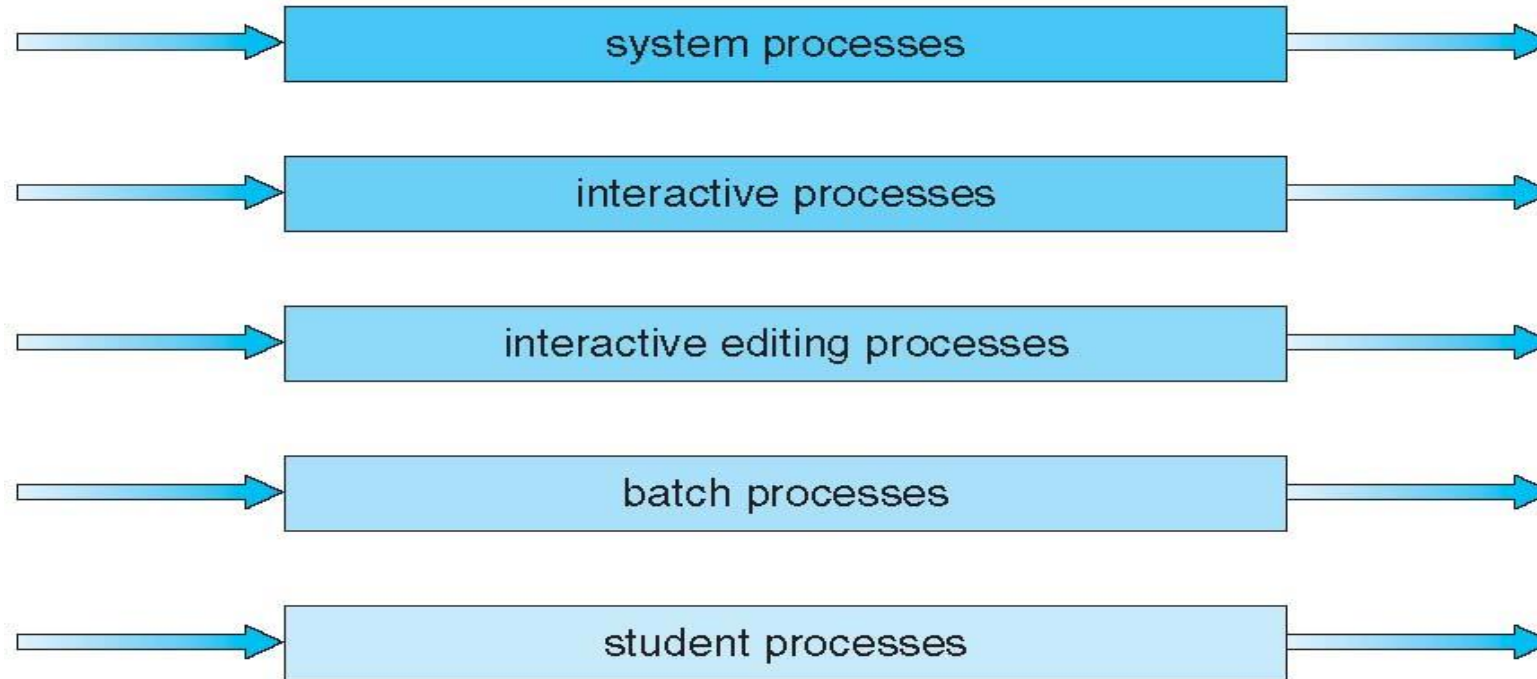 system processes
interactive processes
interactive editing processes
batch processes
student processes